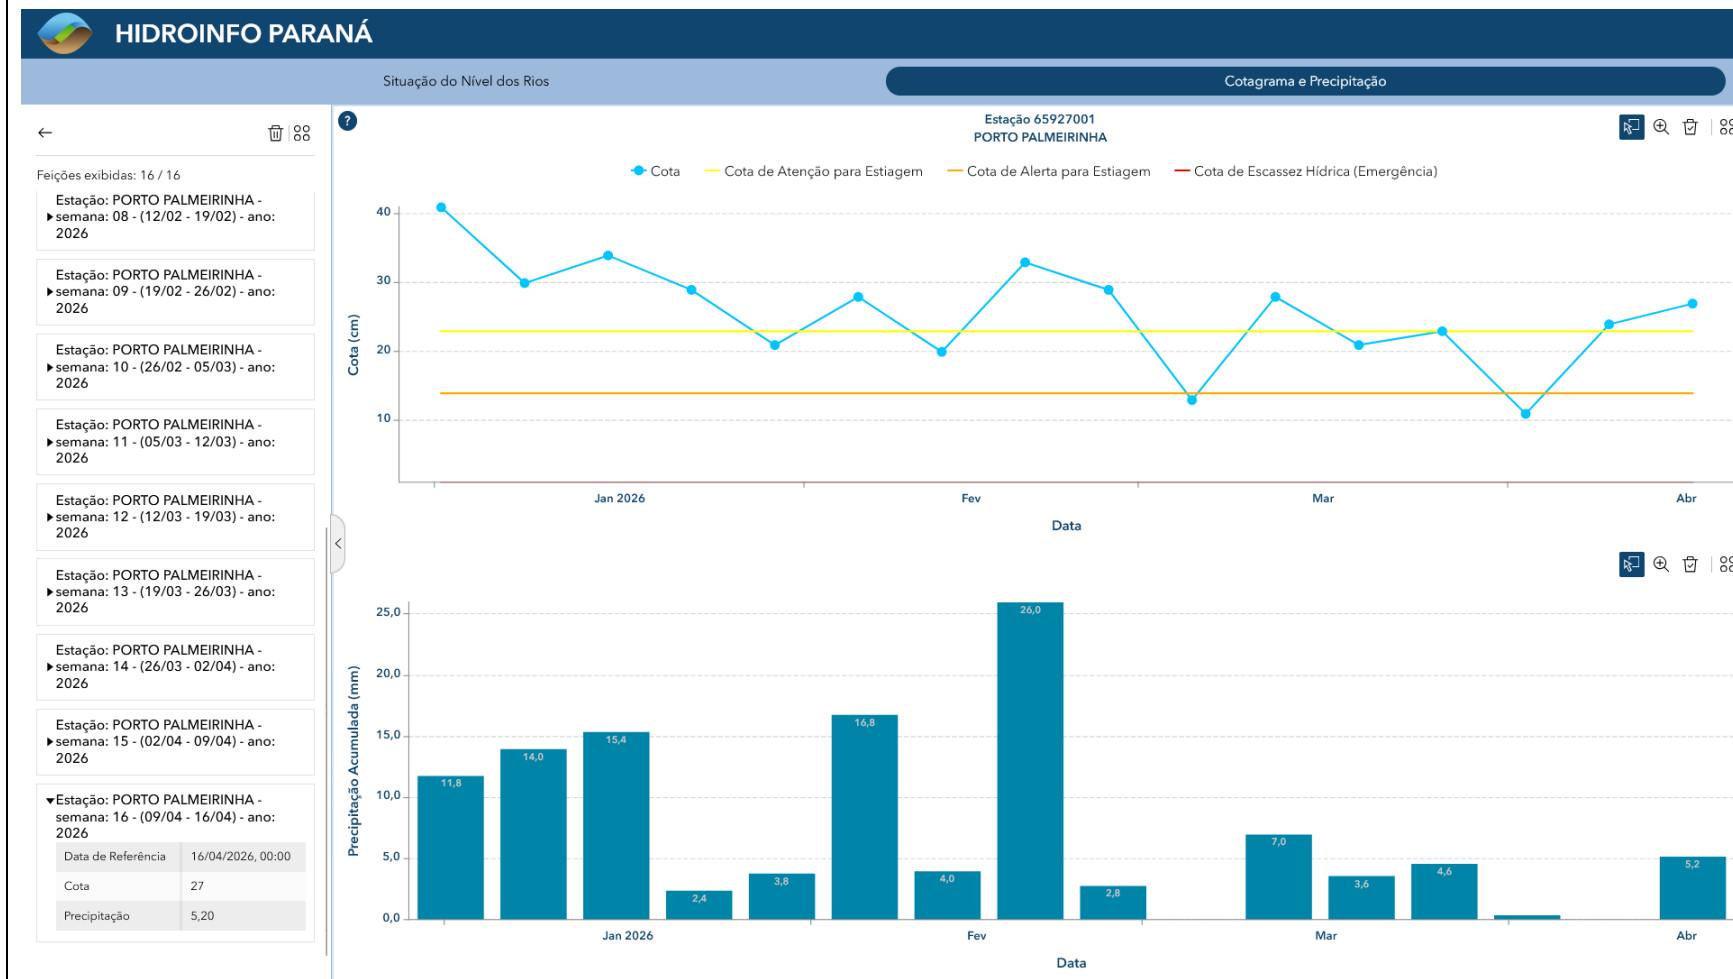 HIDROINFO PARANÁ
Situação do Nível dos Rios
Cotagrama e Precipitação
Feições exibidas: 16 / 16
Estação: PORTO PALMEIRINHA -
semana: 08 - (12/02 - 19/02) - ano:
2026
Estação: PORTO PALMEIRINHA -
semana: 09 - (19/02 - 26/02) - ano:
2026
Estação: PORTO PALMEIRINHA -
semana: 10 - (26/02 - 05/03) - ano:
2026
Estação: PORTO PALMEIRINHA -
semana: 11 - (05/03 - 12/03) - ano:
2026
Estação: PORTO PALMEIRINHA -
semana: 12 - (12/03 - 19/03) - ano:
2026
Estação: PORTO PALMEIRINHA -
semana: 13 - (19/03 - 26/03) - ano:
2026
Estação: PORTO PALMEIRINHA -
semana: 14 - (26/03 - 02/04) - ano:
2026
Estação: PORTO PALMEIRINHA -
semana: 15 - (02/04 - 09/04) - ano:
2026
Estação: PORTO PALMEIRINHA -
semana: 16 - (09/04 - 16/04) - ano:
2026
Data de Referência 16/04/2026, 00:00
Cota 27
Precipitação 5,20
?
Estação 65927001
PORTO PALMEIRINHA
Cota Cota de Atenção para Estiagem Cota de Alerta para Estiagem Cota de Escassez Hídrica (Emergência)
Cota (cm)
40
30
20
10
Jan 2026 Fev Mar Abr
Data
Precipitação Acumulada (mm)
25,0
20,0
15,0
10,0
5,0
0,0
11,8 14,0 15,4 2,4 3,8 16,8 4,0 26,0 2,8 7,0 3,6 4,6 5,2
Jan 2026 Fev Mar Abr
Data